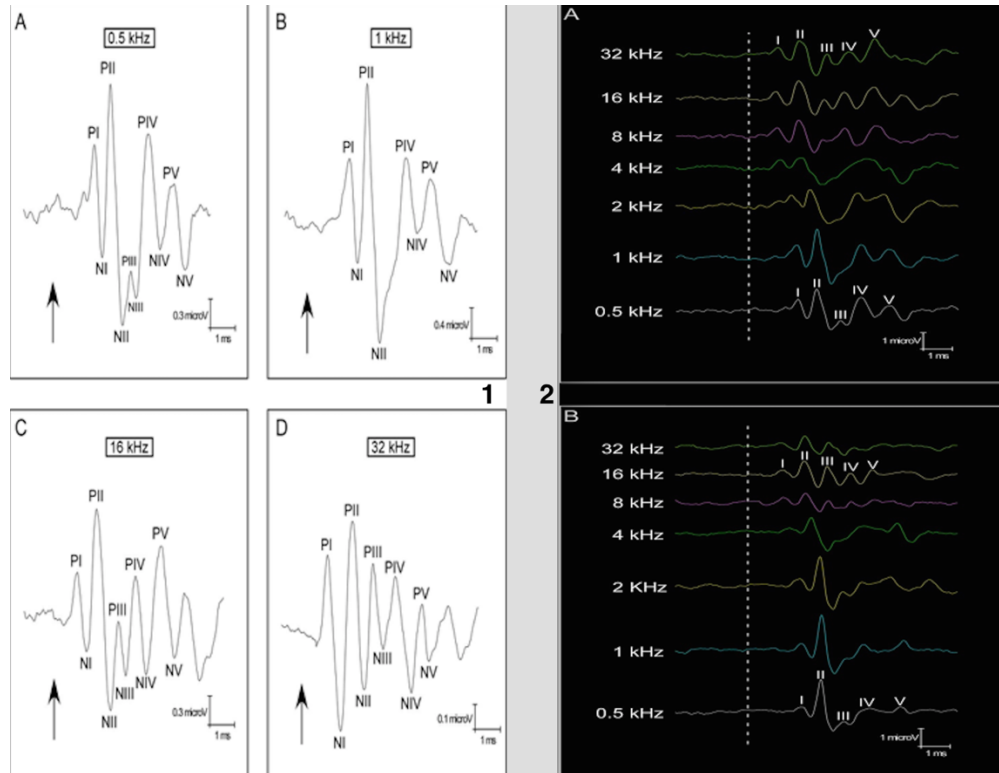 A
0.5 kHz
PII
PIV
PI
PV
PIII
NI
NIV
NIII
NV
NII
0.3 microV
1 ms
B
1 kHz
PII
PI
PIV
PV
NIV
NI
NV
NII
0.4 microV
1 ms
1
C
16 kHz
PII
PV
PI
PIV
PIII
NI
NV
NIII
NIV
NII
0.3 microV
1 ms
D
32 kHz
PII
PI
PIII
PIV
PV
NIII
NV
NII
NIV
NI
0.1 microV
1 ms
2
A
I II III IV V
32 kHz
16 kHz
8 kHz
4 kHz
2 kHz
1 kHz
I II III IV V
0.5 kHz
1 microV
1 ms
B
32 kHz
I II III IV V
16 kHz
8 kHz
4 kHz
2 KHz
1 kHz
I II III IV V
0.5 kHz
1 microV
1 ms